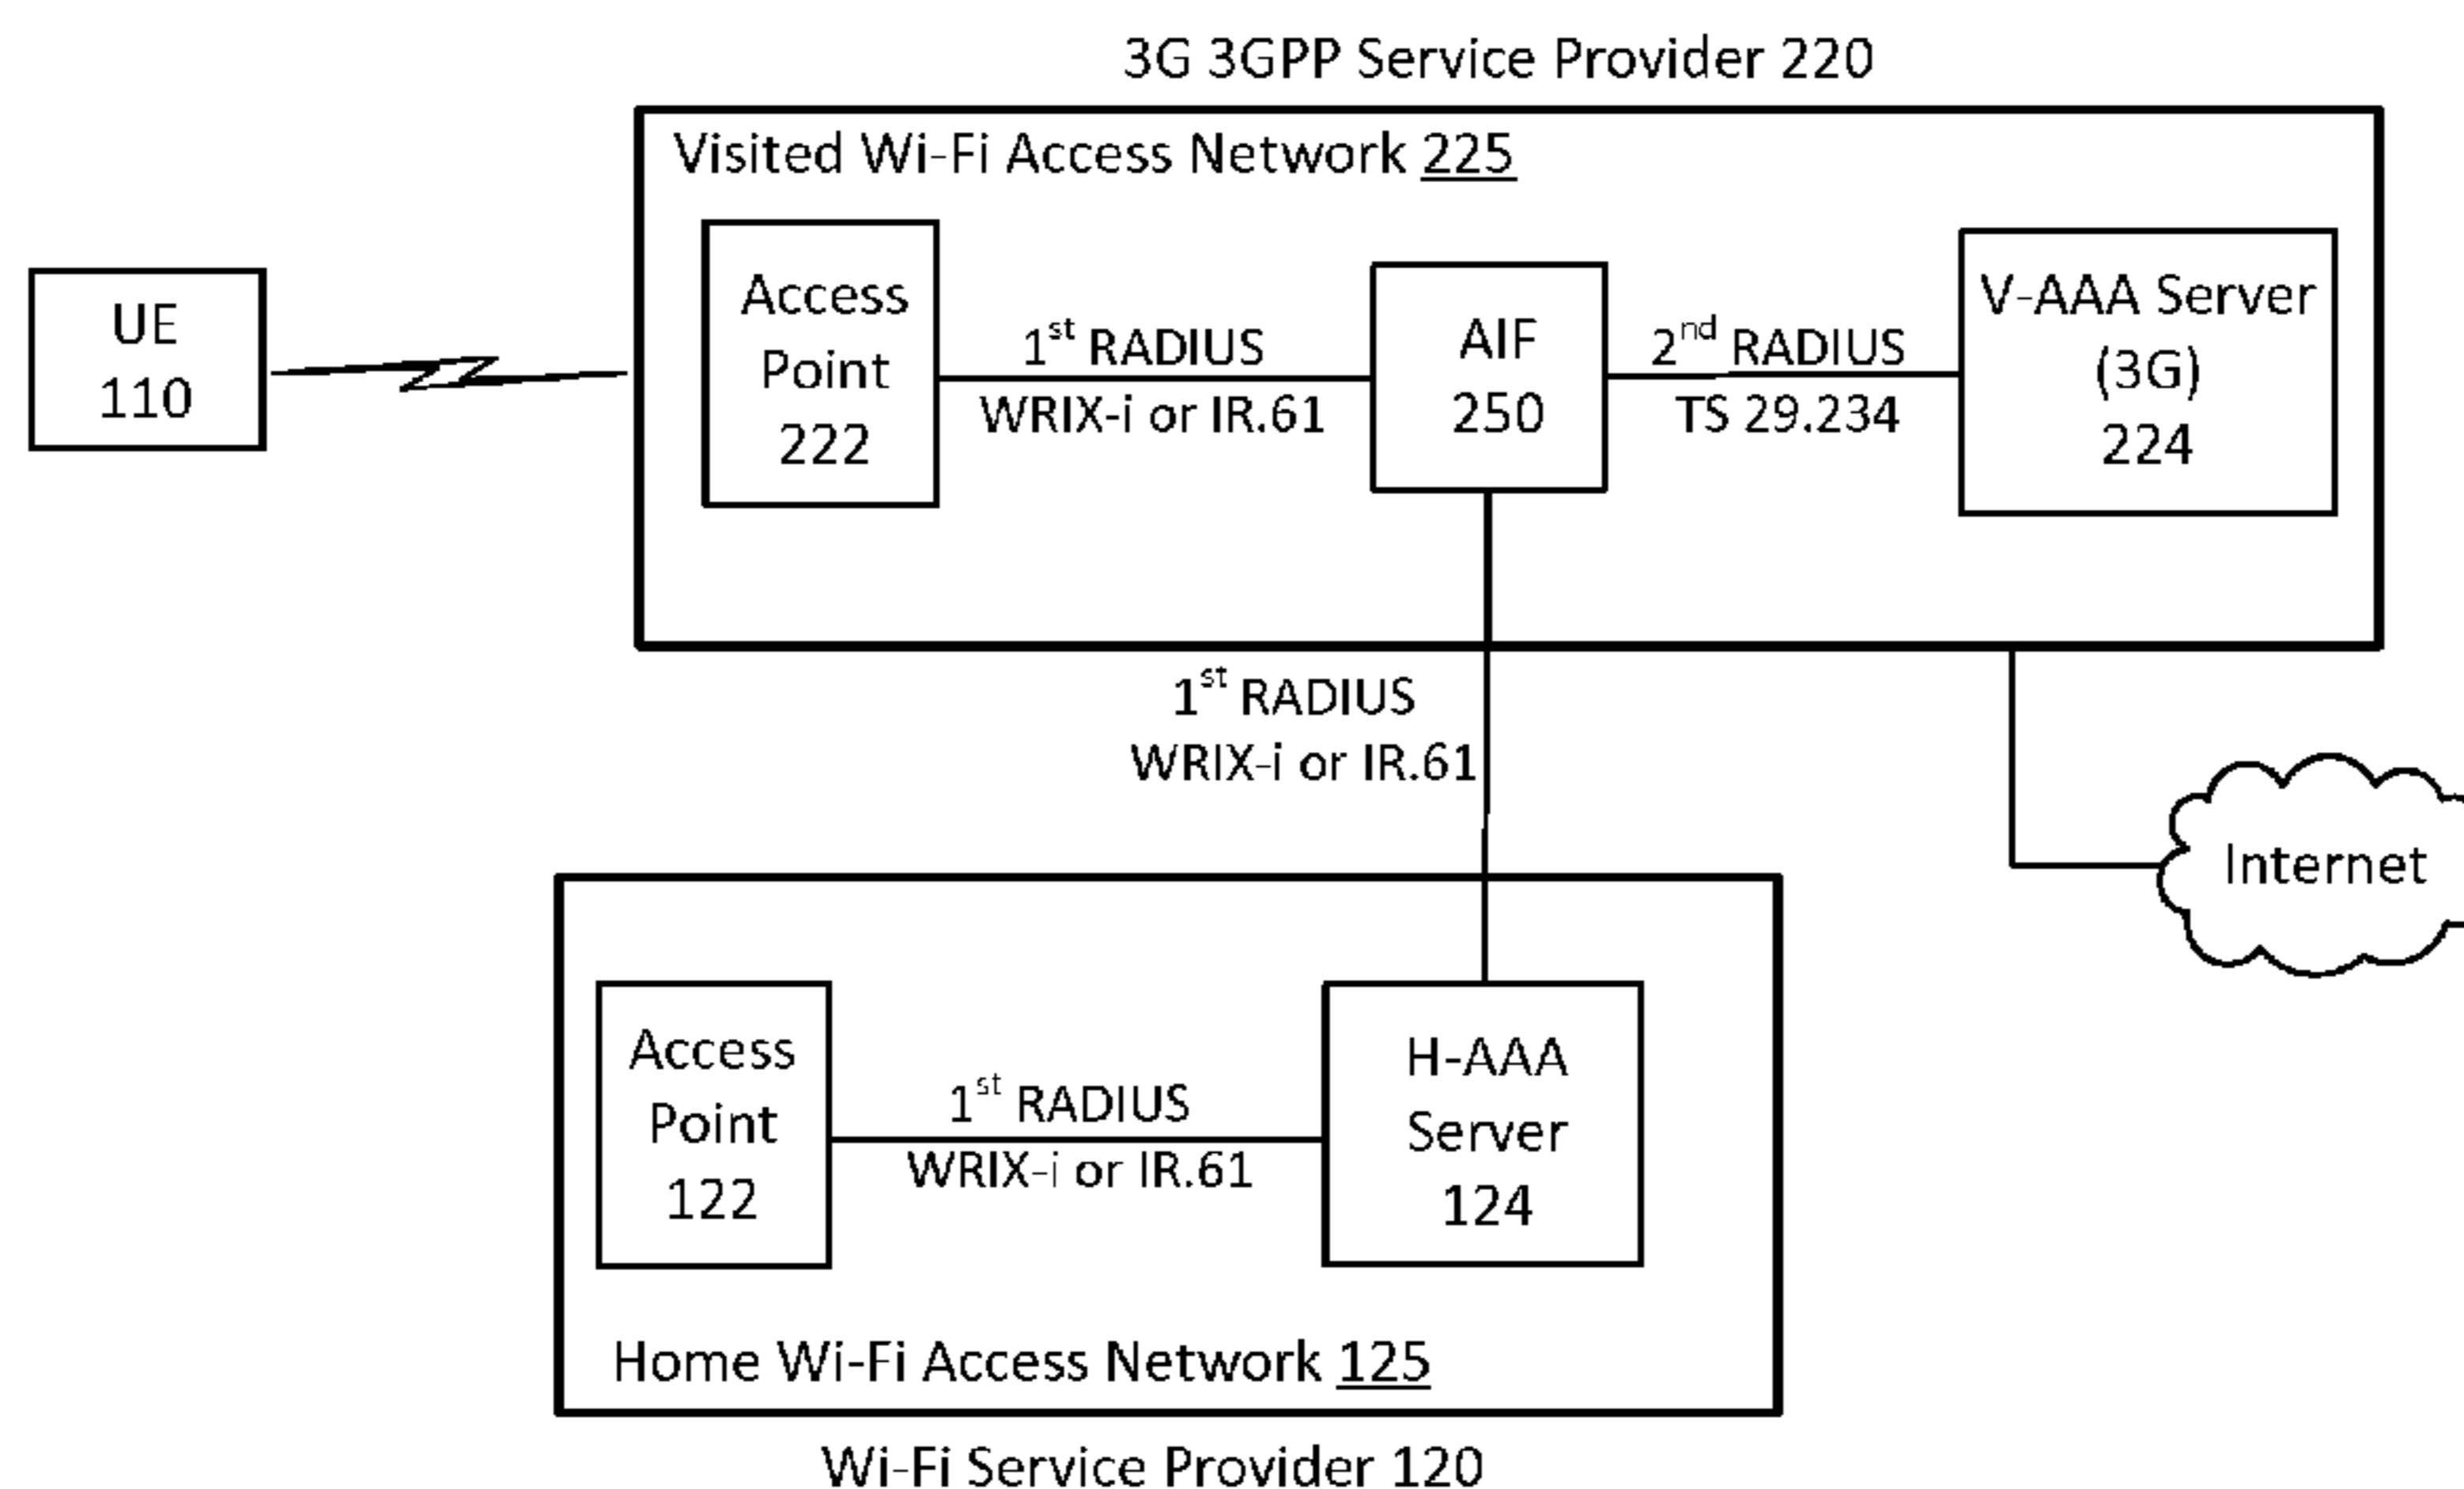 3G 3GPP Service Provider 220
Visited Wi-Fi Access Network 225
UE
110
Access
Point
222
1st RADIUS
WRIX-i or IR.61
AIF
250
2nd RADIUS
TS 29.234
V-AAA Server
(3G)
224
1st RADIUS
WRIX-i or IR.61
Internet
Access
Point
122
1st RADIUS
WRIX-i or IR.61
H-AAA
Server
124
Home Wi-Fi Access Network 125
Wi-Fi Service Provider 120